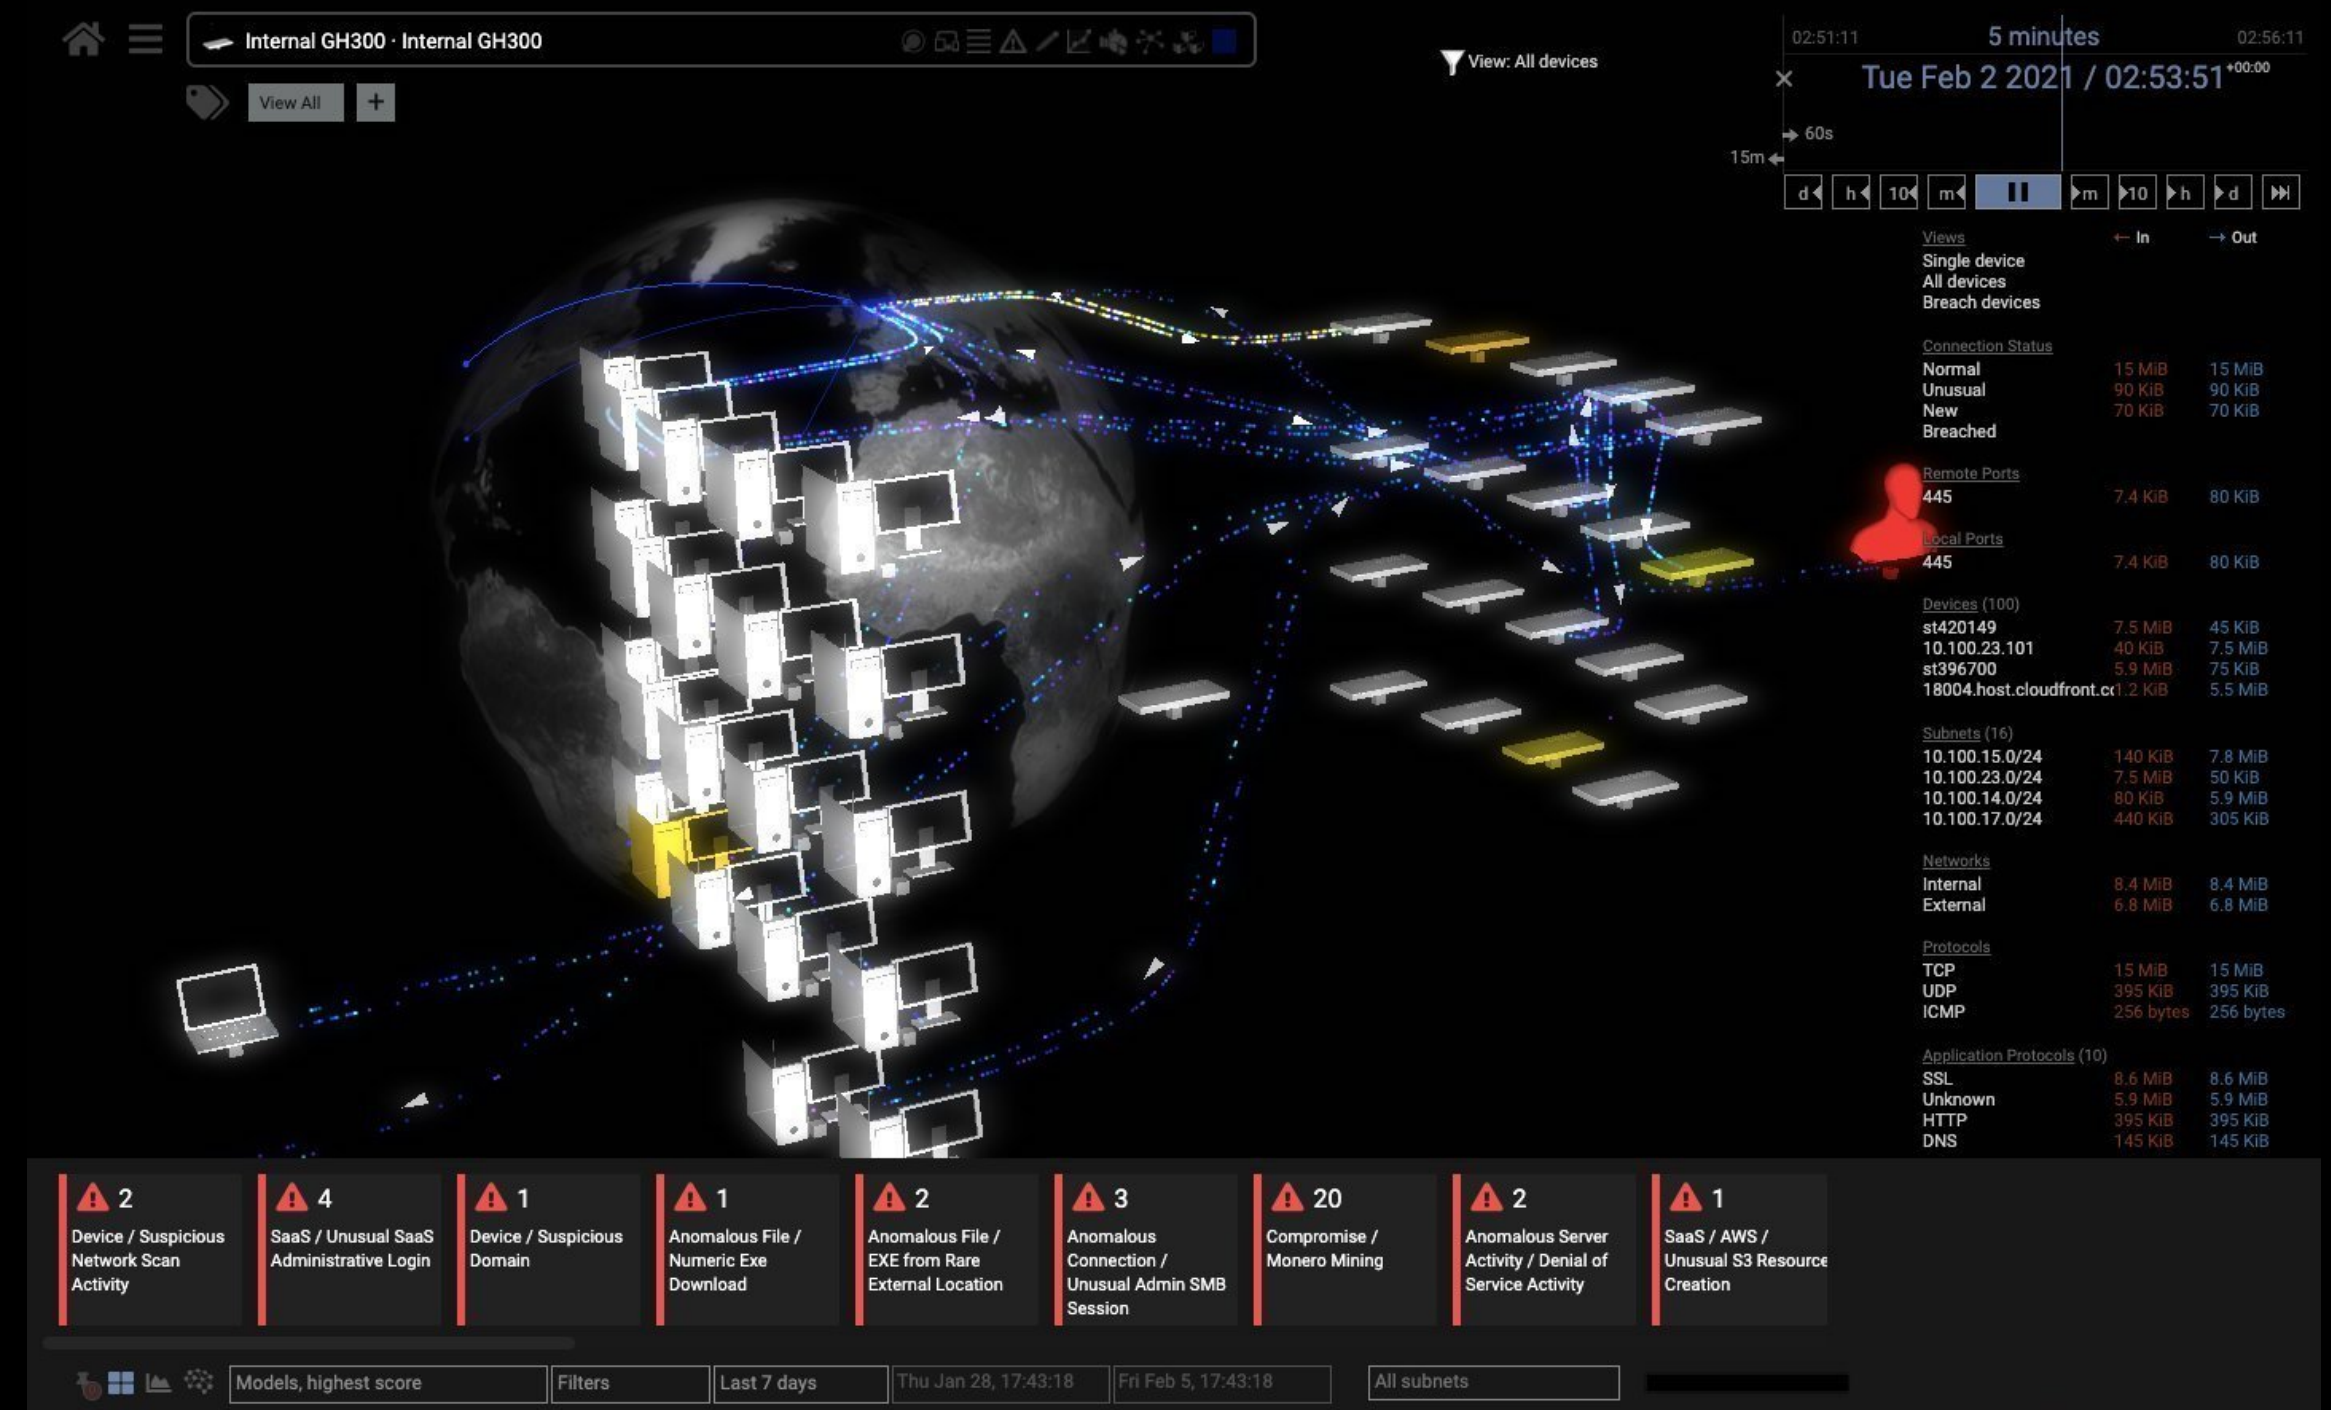 Internal GH300 · Internal GH300
View All
+
View: All devices
02:51:11 5 minutes 02:56:11
Tue Feb 2 2021 / 02:53:51 +00:00
60s
15m
d h 10 m m 10 h d
Views In Out
Single device
All devices
Breach devices
Connection Status
Normal 15 MiB 15 MiB
Unusual 90 KiB 90 KiB
New 70 KiB 70 KiB
Breached
Remote Ports
445 7.4 KiB 80 KiB
Local Ports
445 7.4 KiB 80 KiB
Devices (100)
st420149 7.5 MiB 45 KiB
10.100.23.101 40 KiB 7.5 MiB
st396700 5.9 MiB 75 KiB
18004.host.cloudfront.cc 1.2 KiB 5.5 MiB
Subnets (16)
10.100.15.0/24 140 KiB 7.8 MiB
10.100.23.0/24 7.5 MiB 50 KiB
10.100.14.0/24 80 KiB 5.9 MiB
10.100.17.0/24 440 KiB 305 KiB
Networks
Internal 8.4 MiB 8.4 MiB
External 6.8 MiB 6.8 MiB
Protocols
TCP 15 MiB 15 MiB
UDP 395 KiB 395 KiB
ICMP 256 bytes 256 bytes
Application Protocols (10)
SSL 8.6 MiB 8.6 MiB
Unknown 5.9 MiB 5.9 MiB
HTTP 395 KiB 395 KiB
DNS 145 KiB 145 KiB
2
Device / Suspicious
Network Scan
Activity
4
SaaS / Unusual SaaS
Administrative Login
1
Device / Suspicious
Domain
1
Anomalous File /
Numeric Exe
Download
2
Anomalous File /
EXE from Rare
External Location
3
Anomalous
Connection /
Unusual Admin SMB
Session
20
Compromise /
Monero Mining
2
Anomalous Server
Activity / Denial of
Service Activity
1
SaaS / AWS /
Unusual S3 Resource
Creation
Models, highest score
Filters
Last 7 days
Thu Jan 28, 17:43:18
Fri Feb 5, 17:43:18
All subnets